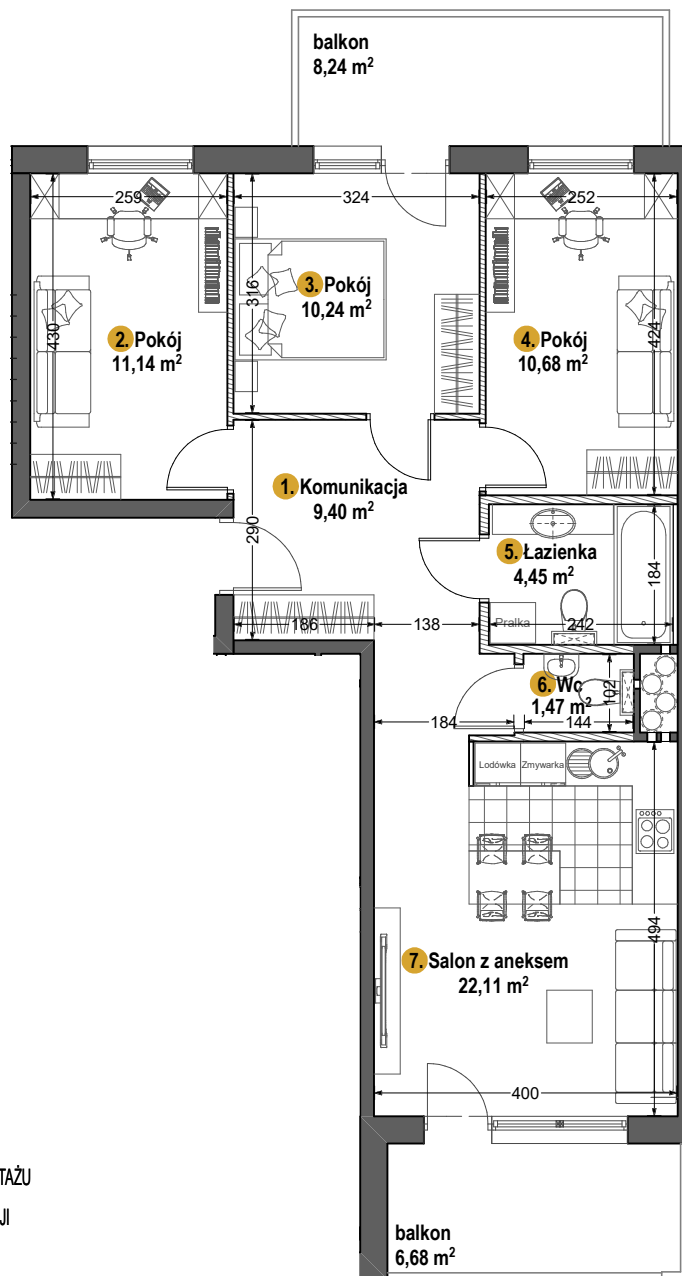 balkon
8,24 m²
259
324
252
316
3. Pokój
10,24 m²
2. Pokój
11,14 m²
430
4. Pokój
10,68 m²
424
1. Komunikacja
9,40 m²
290
5. Łazienka
4,45 m²
184
186
138
Pralka
242
6. Wc
1,47 m²
102
184
144
Lodówka
Zmywarka
494
7. Salon z aneksem
22,11 m²
400
TAŻU
JI
balkon
6,68 m²